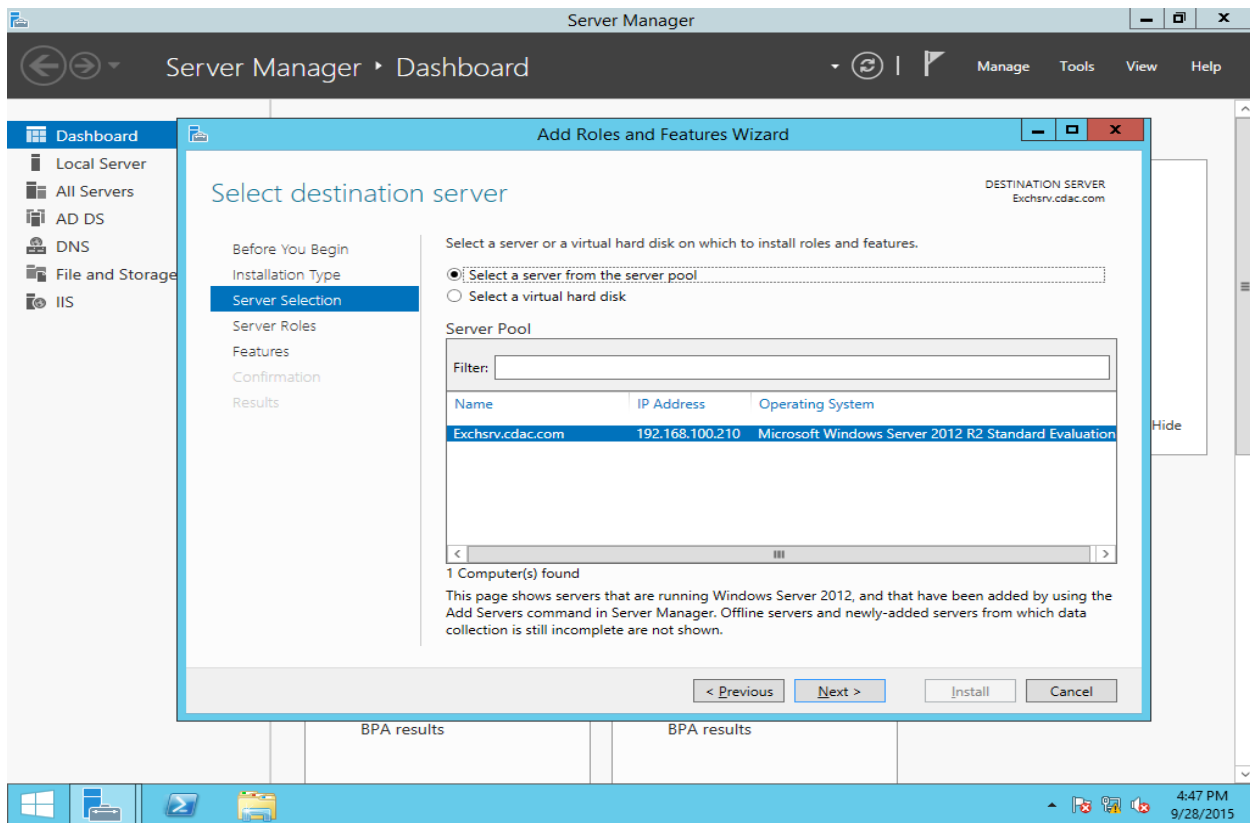 Server Manager
Server Manager ‣ Dashboard
Manage Tools View Help
Dashboard
Local Server
All Servers
AD DS
DNS
File and Storage
IIS
Add Roles and Features Wizard
Select destination server
DESTINATION SERVER
Exchsrv.cdac.com
Before You Begin
Installation Type
Server Selection
Server Roles
Features
Confirmation
Results
Select a server or a virtual hard disk on which to install roles and features.
Select a server from the server pool
Select a virtual hard disk
Server Pool
Filter:
Name IP Address Operating System
Exchsrv.cdac.com 192.168.100.210 Microsoft Windows Server 2012 R2 Standard Evaluation
1 Computer(s) found
This page shows servers that are running Windows Server 2012, and that have been added by using the
Add Servers command in Server Manager. Offline servers and newly-added servers from which data
collection is still incomplete are not shown.
< Previous Next > Install Cancel
Hide
BPA results BPA results
4:47 PM
9/28/2015